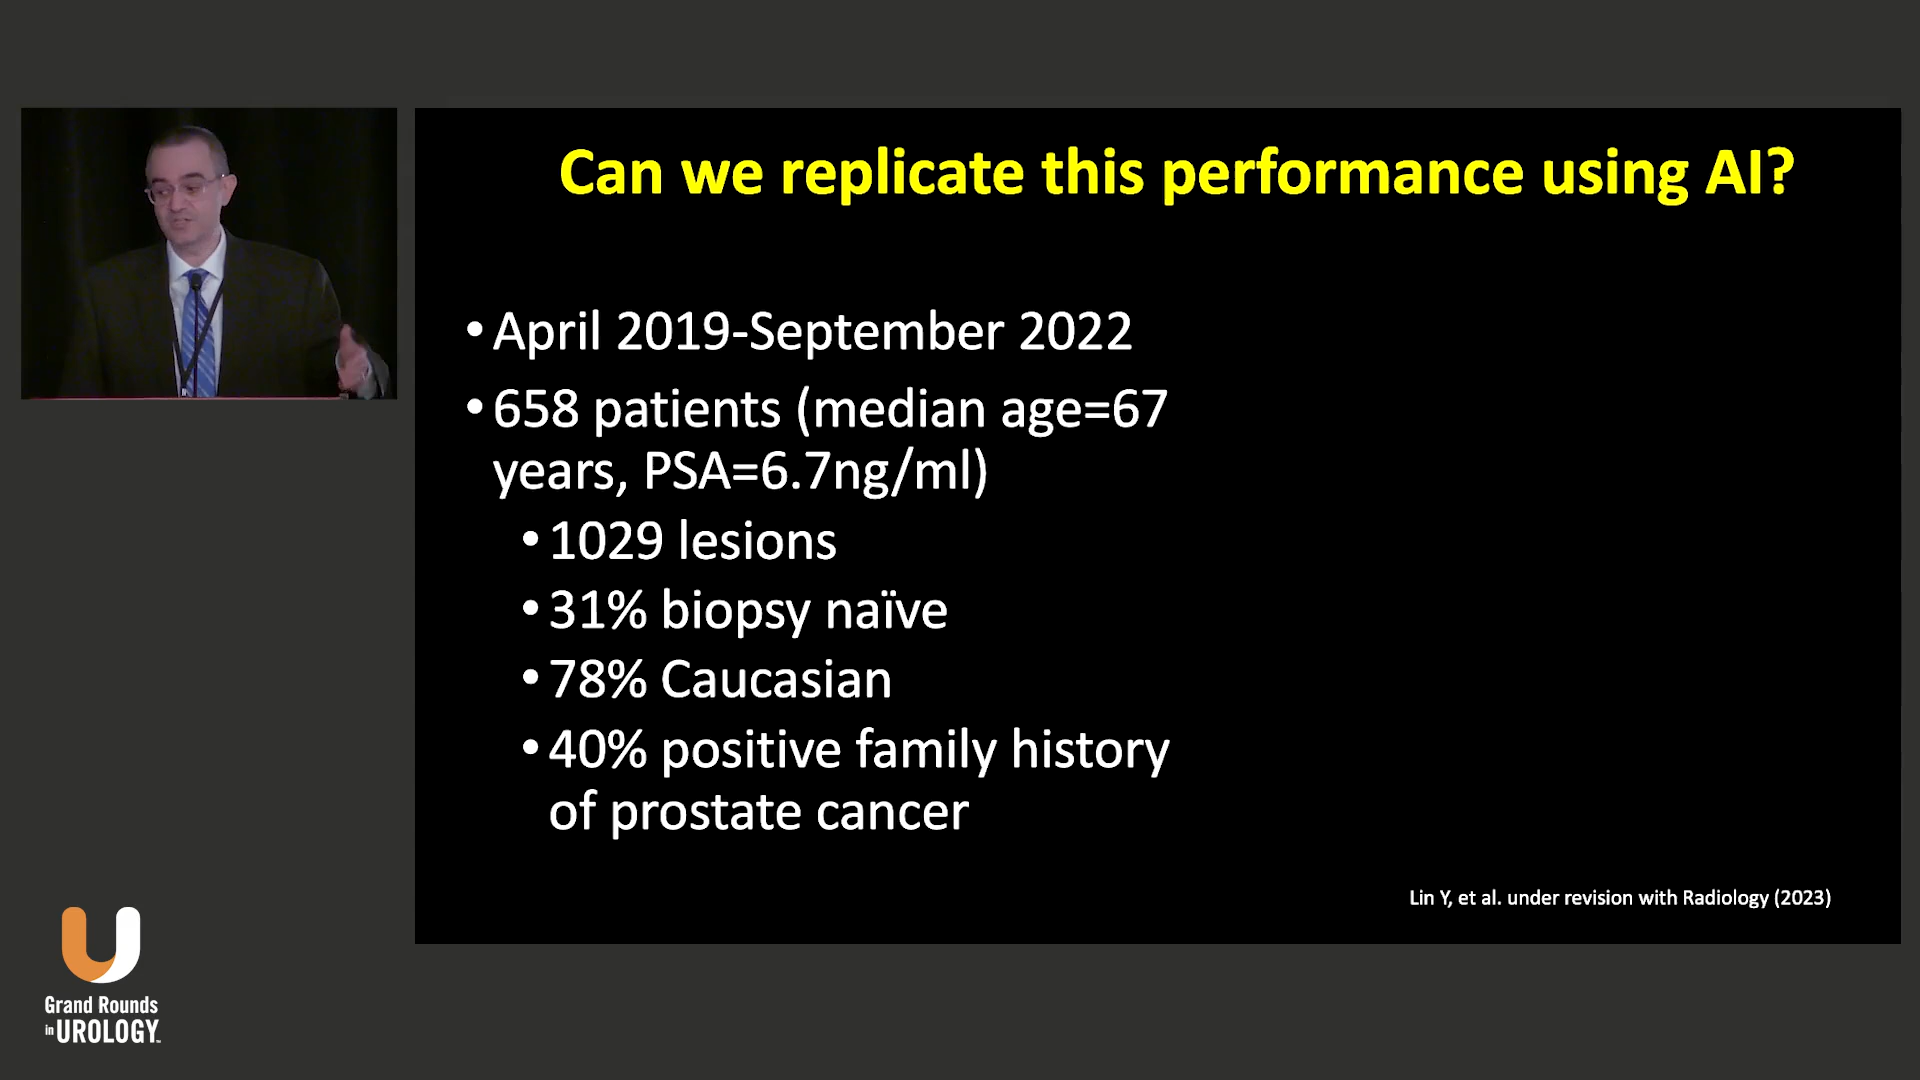 Can we replicate this performance using AI?
• April 2019-September 2022
• 658 patients (median age=67
years, PSA=6.7ng/ml)
• 1029 lesions
• 31% biopsy naïve
• 78% Caucasian
• 40% positive family history
of prostate cancer
Lin Y, et al. under revision with Radiology (2023)
Grand Rounds
in UROLOGY